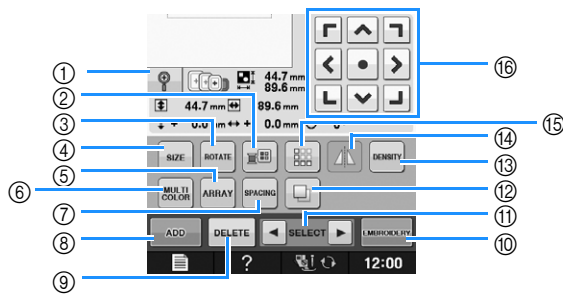 ①
②
③
④
⑤
⑥
⑦
⑧
⑨
⑩
⑪
⑫
⑬
⑭
⑮
⑯
44.7 mm
89.6 mm
44.7 mm 89.6 mm
+ 0.0 mm + 0.0 mm 0
SIZE ROTATE DENSITY
MULTI COLOR ARRAY SPACING
ADD DELETE SELECT EMBROIDERY
? 12:00